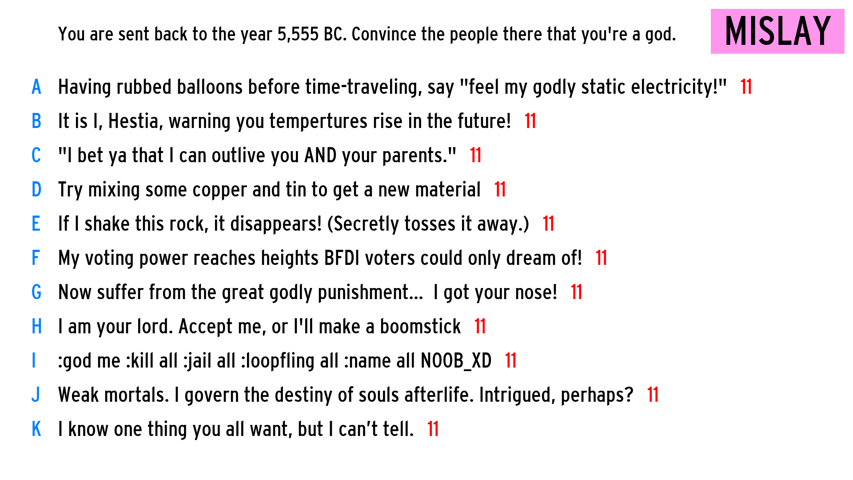 You are sent back to the year 5,555 BC. Convince the people there that you're a god.
MISLAY
A Having rubbed balloons before time-traveling, say "feel my godly static electricity!" 11
B It is I, Hestia, warning you tempertures rise in the future! 11
C "I bet ya that I can outlive you AND your parents." 11
D Try mixing some copper and tin to get a new material 11
E If I shake this rock, it disappears! (Secretly tosses it away.) 11
F My voting power reaches heights BFDI voters could only dream of! 11
G Now suffer from the great godly punishment... I got your nose! 11
H I am your lord. Accept me, or I'll make a boomstick 11
I :god me :kill all :jail all :loopfling all :name all NOOB_XD 11
J Weak mortals. I govern the destiny of souls afterlife. Intrigued, perhaps? 11
K I know one thing you all want, but I can’t tell. 11